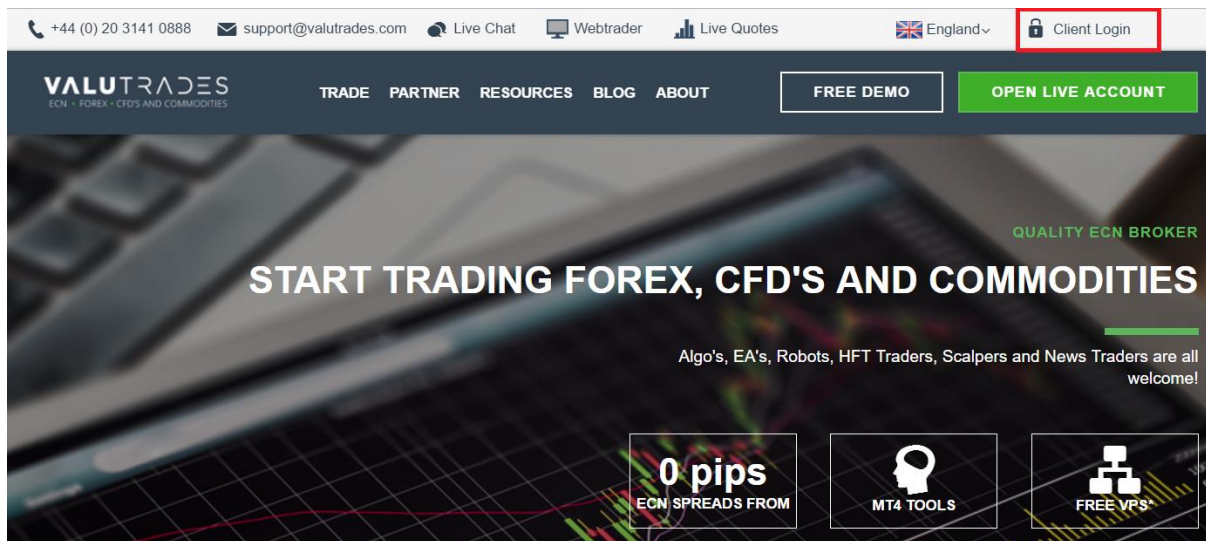 +44 (0) 20 3141 0888 support@valutrades.com Live Chat Webtrader Live Quotes England Client Login
VALUTRADES
ECN • FOREX • CFD'S AND COMMODITIES
TRADE PARTNER RESOURCES BLOG ABOUT FREE DEMO OPEN LIVE ACCOUNT
QUALITY ECN BROKER
START TRADING FOREX, CFD'S AND COMMODITIES
Algo's, EA's, Robots, HFT Traders, Scalpers and News Traders are all
welcome!
0 pips
ECN SPREADS FROM
MT4 TOOLS
FREE VPS*